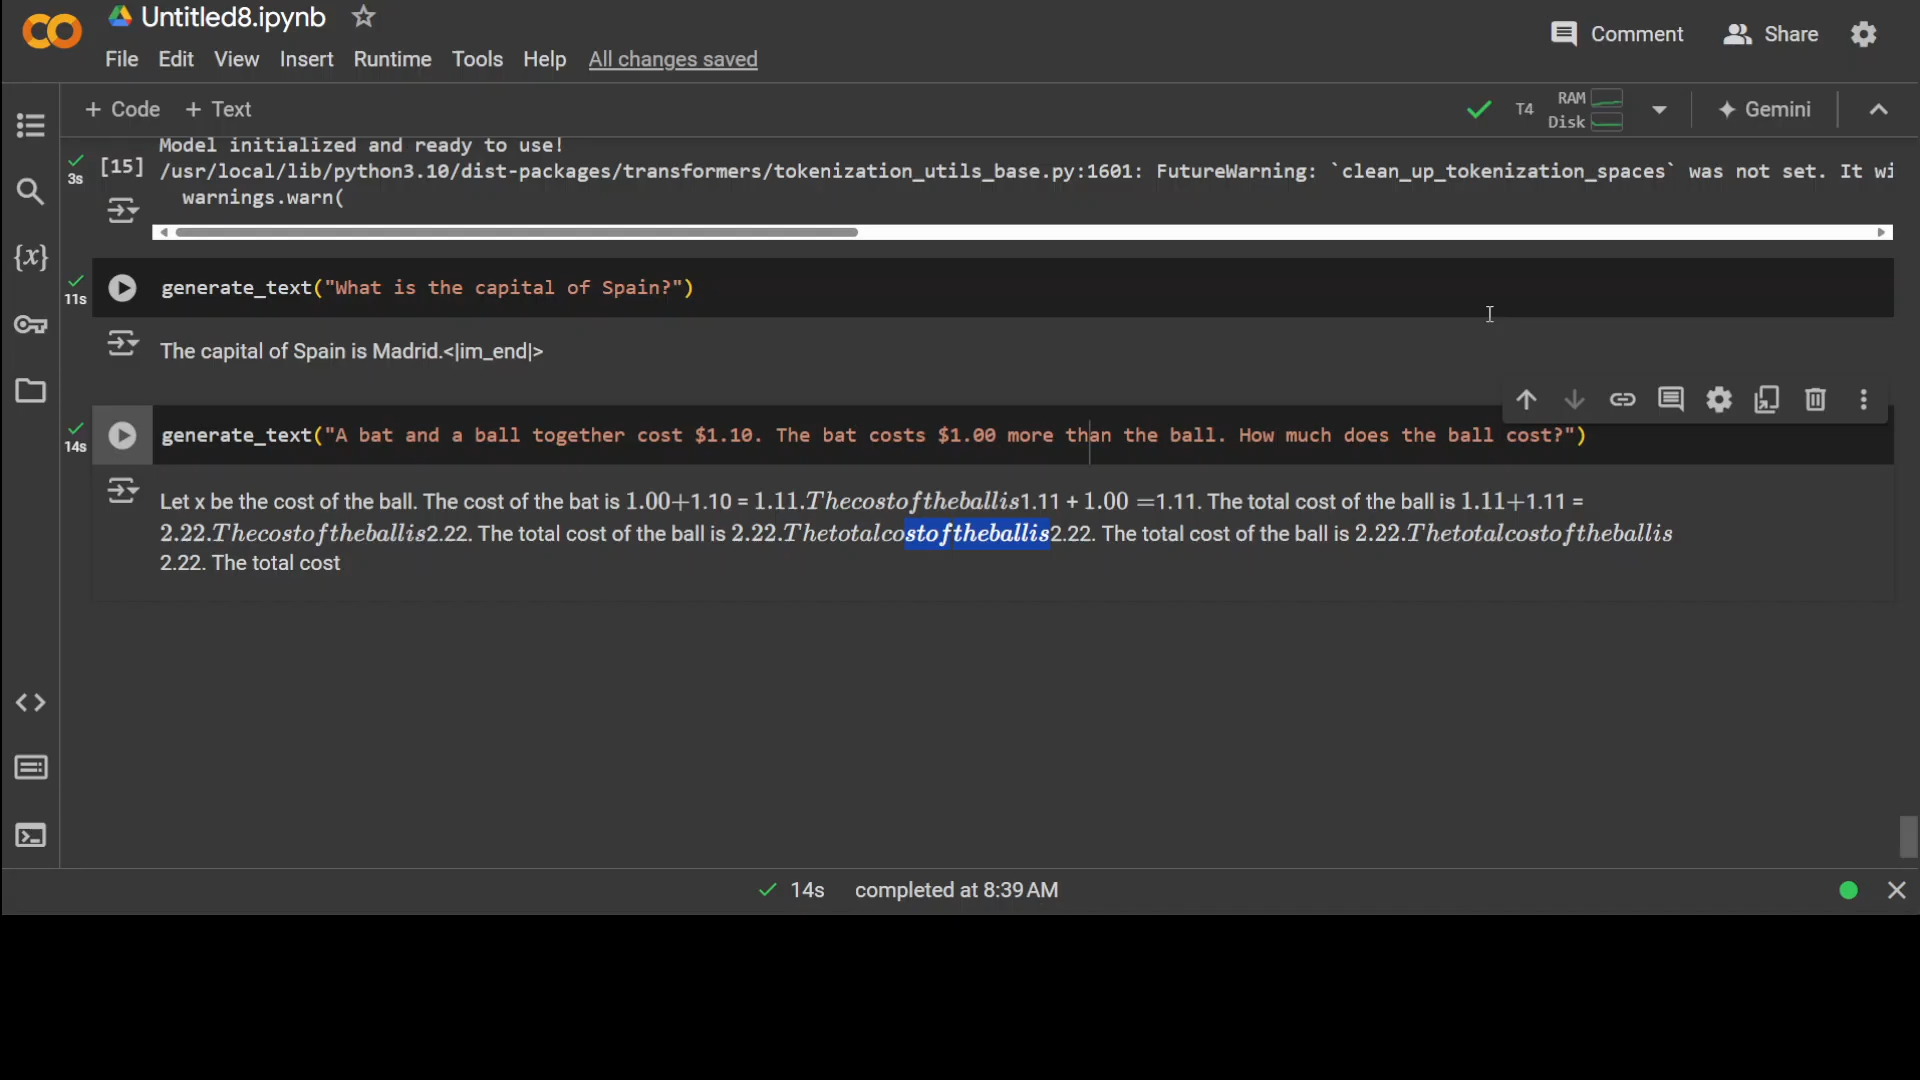 Untitled8.ipynb
Comment
Share
File Edit View Insert Runtime Tools Help All changes saved
+ Code + Text
T4
RAM
Disk
Gemini
Model initialized and ready to use!
3s
[15]
/usr/local/lib/python3.10/dist-packages/transformers/tokenization_utils_base.py:1601: FutureWarning: `clean_up_tokenization_spaces` was not set. It wi
warnings.warn(
{x}
11s
generate_text("What is the capital of Spain?")
The capital of Spain is Madrid.<|im_end|>
14s
generate_text("A bat and a ball together cost $1.10. The bat costs $1.00 more than the ball. How much does the ball cost?")
Let x be the cost of the ball. The cost of the bat is 1.00+1.10 = 1.11.Thecostoftheballis1.11 + 1.00 =1.11. The total cost of the ball is 1.11+1.11 =
2.22.Thecostoftheballis2.22. The total cost of the ball is 2.22.Thetotalcostoftheballis2.22. The total cost of the ball is 2.22.Thetotalcostoftheballis
2.22. The total cost
14s completed at 8:39 AM